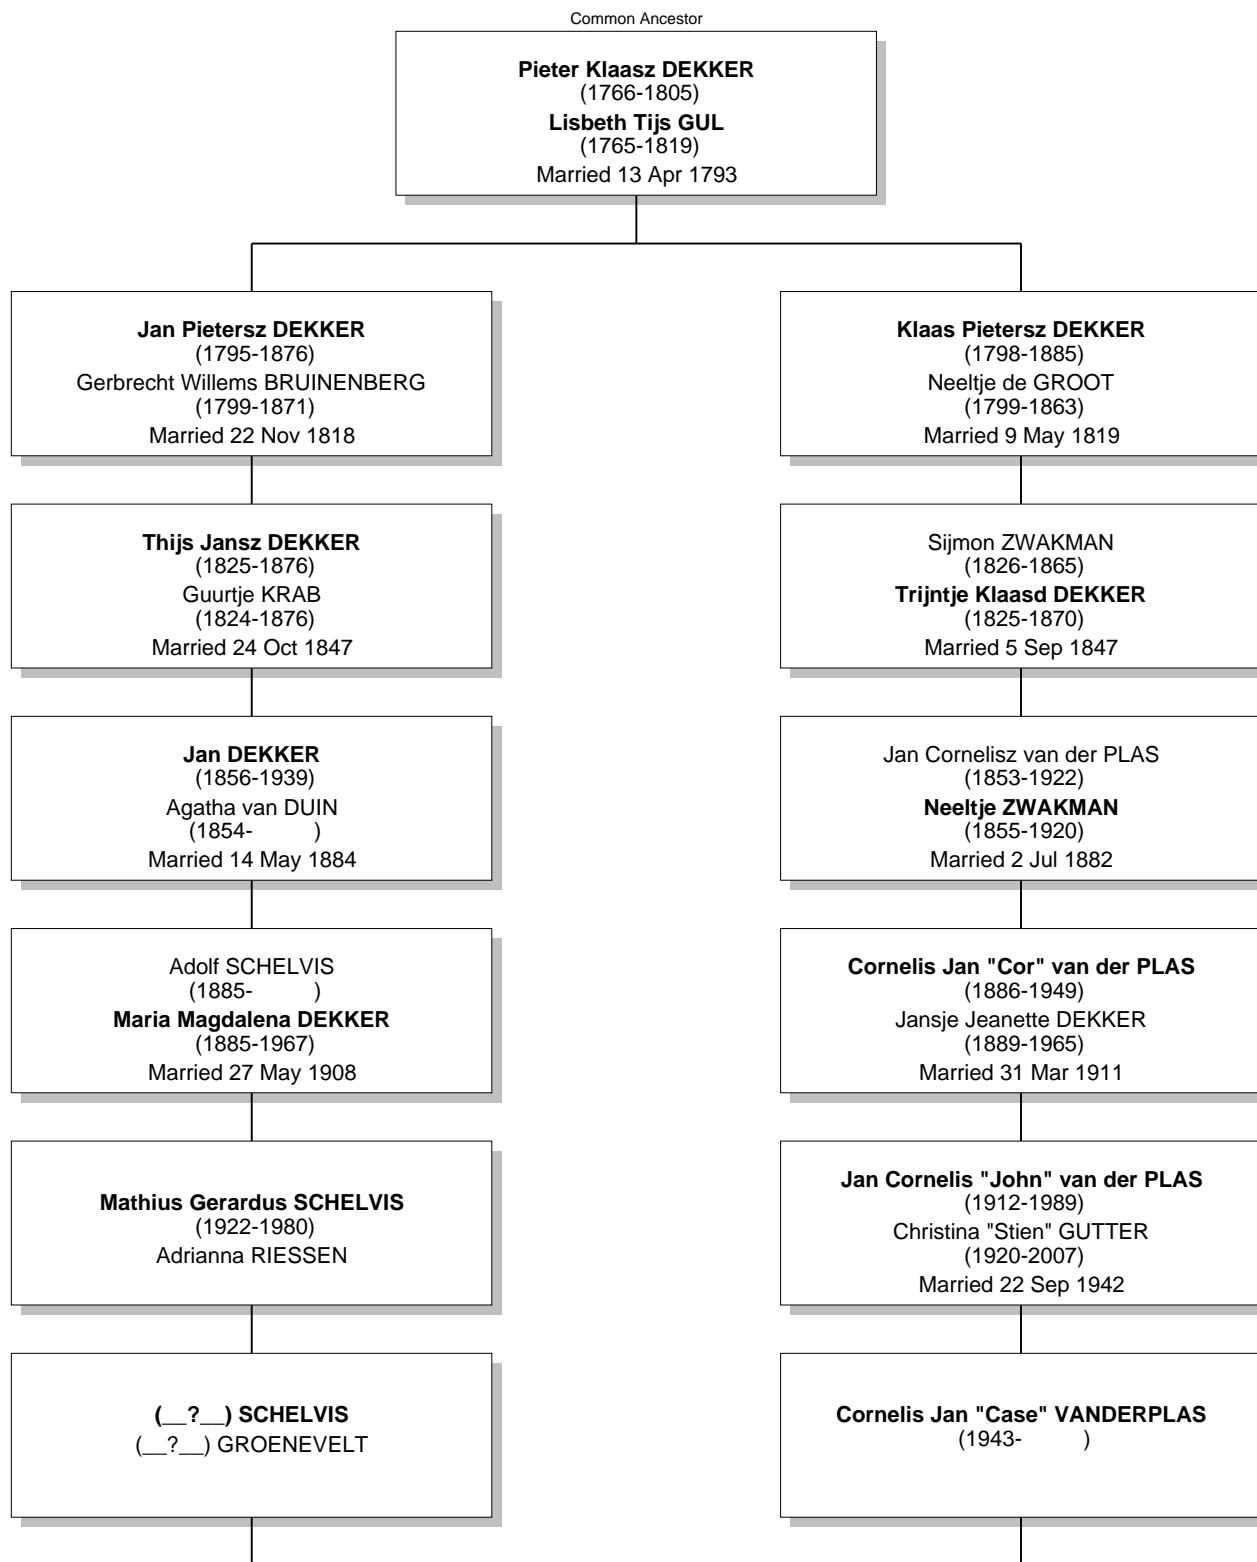 Common Ancestor
Pieter Klaasz DEKKER
(1766-1805)
Lisbeth Tijs GUL
(1765-1819)
Married 13 Apr 1793
Jan Pietersz DEKKER
(1795-1876)
Gerbrecht Willems BRUINENBERG
(1799-1871)
Married 22 Nov 1818
Klaas Pietersz DEKKER
(1798-1885)
Neeltje de GROOT
(1799-1863)
Married 9 May 1819
Thijs Jansz DEKKER
(1825-1876)
Guurtje KRAB
(1824-1876)
Married 24 Oct 1847
Sijmon ZWAKMAN
(1826-1865)
Trijntje Klaasd DEKKER
(1825-1870)
Married 5 Sep 1847
Jan DEKKER
(1856-1939)
Agatha van DUIN
(1854-          )
Married 14 May 1884
Jan Cornelisz van der PLAS
(1853-1922)
Neeltje ZWAKMAN
(1855-1920)
Married 2 Jul 1882
Adolf SCHELVIS
(1885-          )
Maria Magdalena DEKKER
(1885-1967)
Married 27 May 1908
Cornelis Jan "Cor" van der PLAS
(1886-1949)
Jansje Jeanette DEKKER
(1889-1965)
Married 31 Mar 1911
Mathius Gerardus SCHELVIS
(1922-1980)
Adrianna RIESSEN
Jan Cornelis "John" van der PLAS
(1912-1989)
Christina "Stien" GUTTER
(1920-2007)
Married 22 Sep 1942
(__?__) SCHELVIS
(__?__) GROENEVELT
Cornelis Jan "Case" VANDERPLAS
(1943-          )